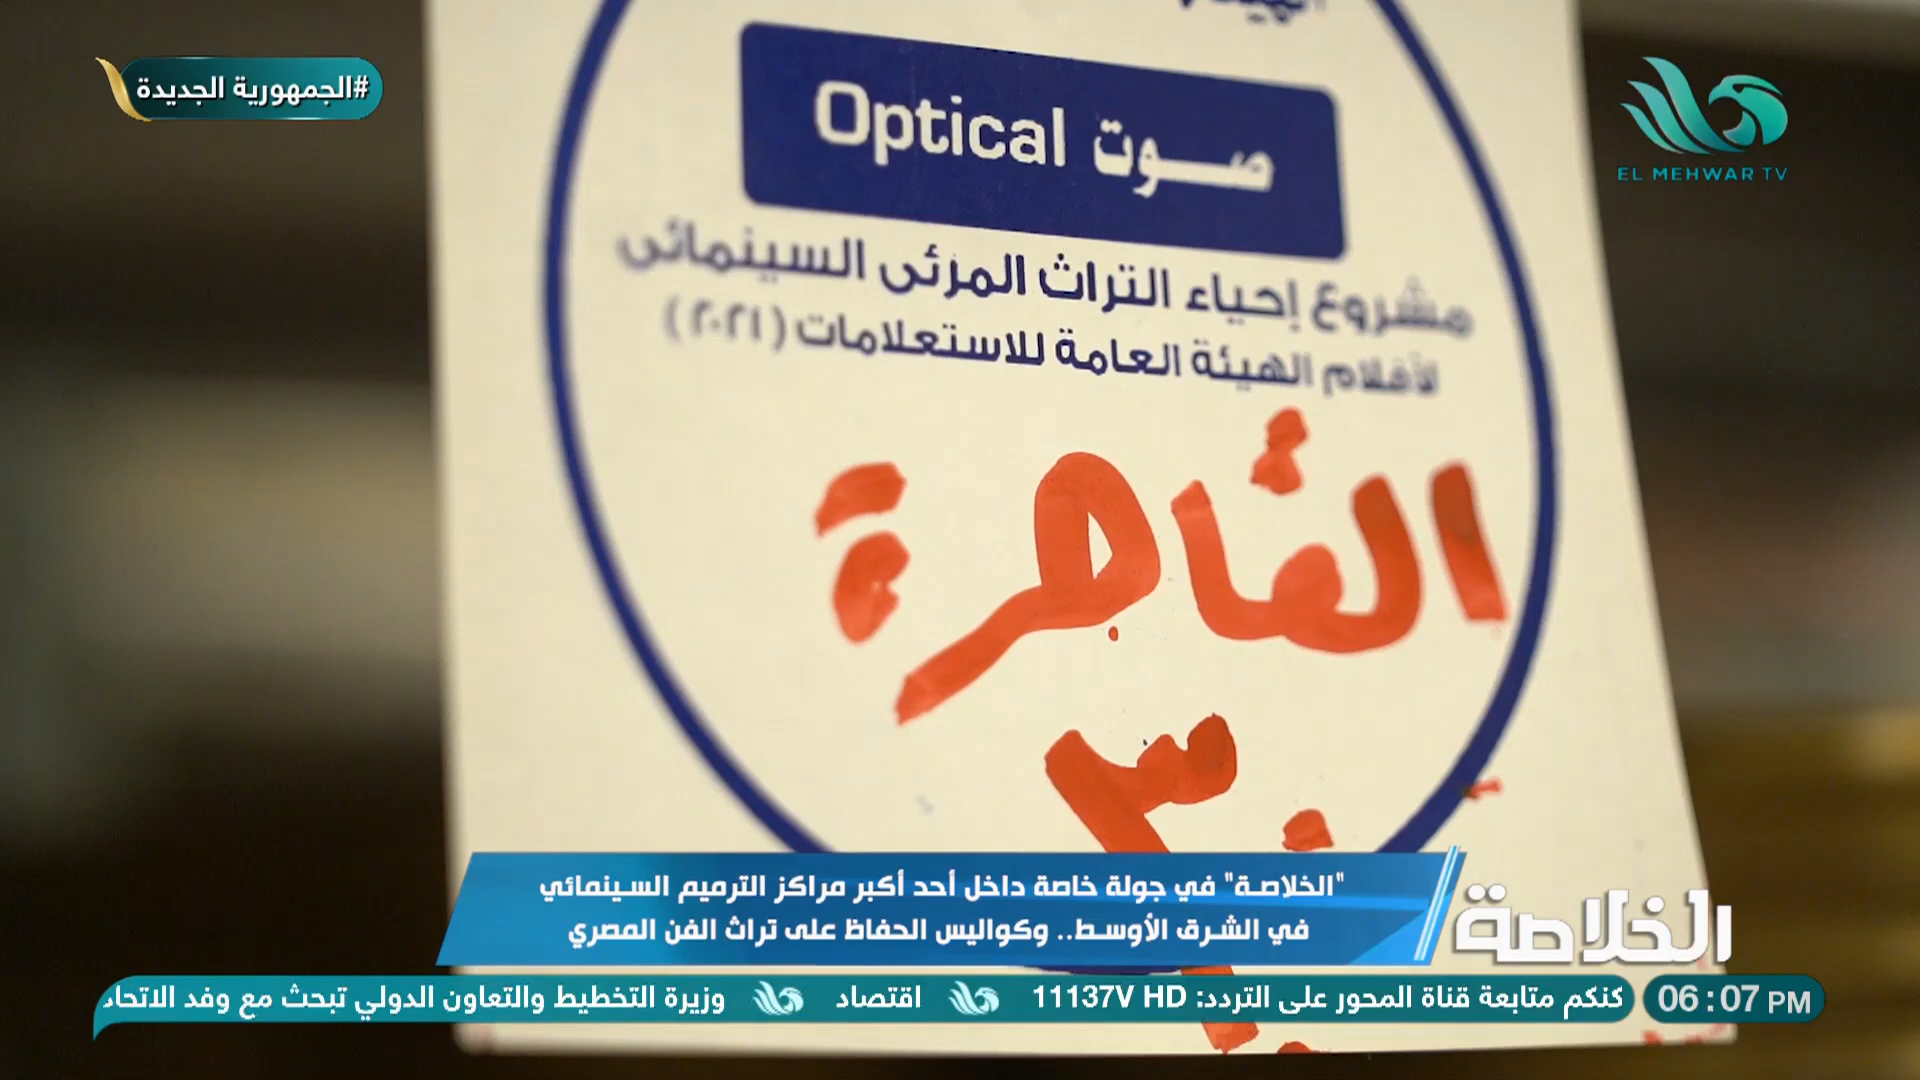 #الجمهورية الجديدة
EL MEHWAR TV
صوت Optical
مشروع إحياء التراث المرئى السينمائى
لأفلام الهيئة العامة للاستعلامات (٢٠٢١)
القاهرة
"الخلاصة" في جولة خاصة داخل أحد أكبر مراكز الترميم السينمائي
في الشرق الأوسط.. وكواليس الحفاظ على تراث الفن المصري
الخلاصة
كنكم متابعة قناة المحور على التردد: 11137V HD اقتصاد وزيرة التخطيط والتعاون الدولي تبحث مع وفد الاتحاد
06:07 PM